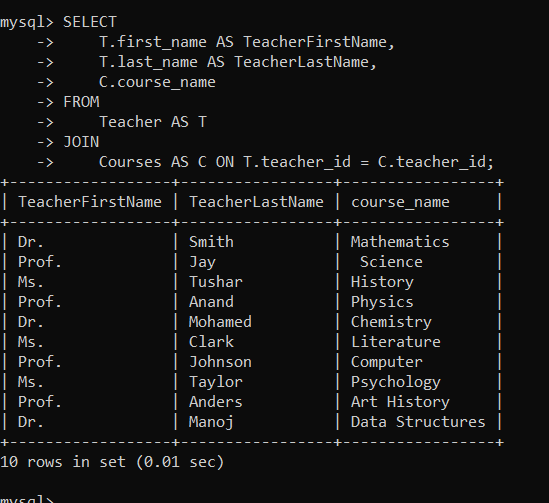 mysql> SELECT
    ->     T.first_name AS TeacherFirstName,
    ->     T.last_name AS TeacherLastName,
    ->     C.course_name
    -> FROM
    ->     Teacher AS T
    -> JOIN
    ->     Courses AS C ON T.teacher_id = C.teacher_id;
+------------------+-----------------+-----------------+
| TeacherFirstName | TeacherLastName | course_name     |
+------------------+-----------------+-----------------+
| Dr.              | Smith           | Mathematics     |
| Prof.            | Jay             |  Science        |
| Ms.              | Tushar          | History         |
| Prof.            | Anand           | Physics         |
| Dr.              | Mohamed         | Chemistry       |
| Ms.              | Clark           | Literature      |
| Prof.            | Johnson         | Computer        |
| Ms.              | Taylor          | Psychology      |
| Prof.            | Anders          | Art History     |
| Dr.              | Manoj           | Data Structures |
+------------------+-----------------+-----------------+
10 rows in set (0.01 sec)

mysql>